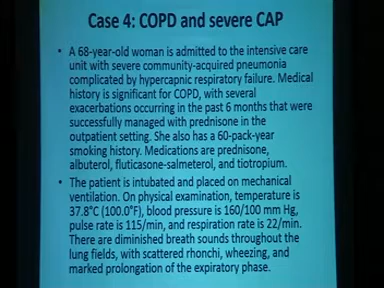 Case 4: COPD and severe CAP
• A 68-year-old woman is admitted to the intensive care
unit with severe community-acquired pneumonia
complicated by hypercapnic respiratory failure. Medical
history is significant for COPD, with several
exacerbations occurring in the past 6 months that were
successfully managed with prednisone in the
outpatient setting. She also has a 60-pack-year
smoking history. Medications are prednisone,
albuterol, fluticasone-salmeterol, and tiotropium.
• The patient is intubated and placed on mechanical
ventilation. On physical examination, temperature is
37.8°C (100.0°F), blood pressure is 160/100 mm Hg,
pulse rate is 115/min, and respiration rate is 22/min.
There are diminished breath sounds throughout the
lung fields, with scattered rhonchi, wheezing, and
marked prolongation of the expiratory phase.